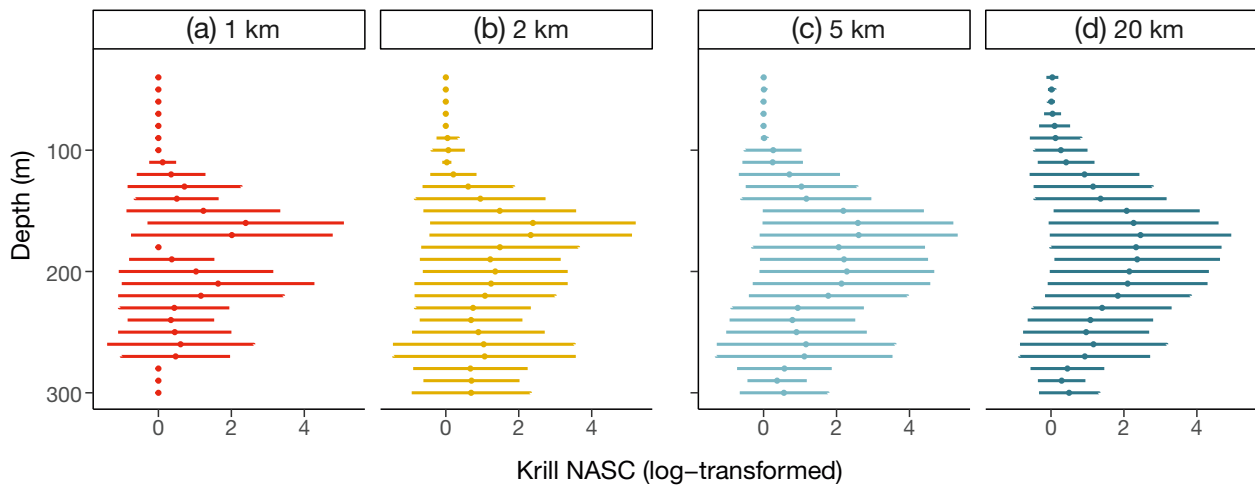 (a) 1 km
(b) 2 km
(c) 5 km
(d) 20 km
Depth (m)
100
200
300
0 2 4
0 2 4
0 2 4
0 2 4
Krill NASC (log−transformed)